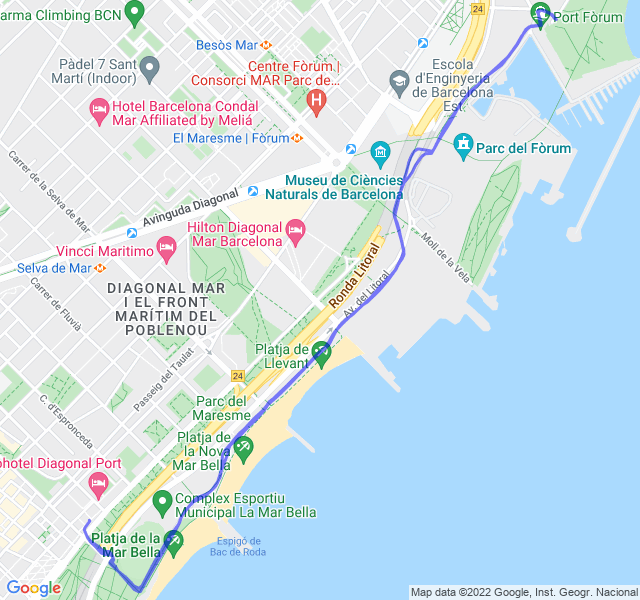 arma Climbing BCN
24
Port Fòrum
Besòs Mar
Pàdel 7 Sant
Martí (Indoor)
Centre Fòrum |
Consorci MAR Parc de...
Escola
d'Enginyeria
de Barcelona
Est.
Hotel Barcelona Condal
Mar Affiliated by Meliá
El Maresme | Fòrum
Parc del Fòrum
Museu de Ciències
Naturals de Barcelona
Carrer de la Selva de Mar
Avinguda Diagonal
Hilton Diagonal
Mar Barcelona
Moll de la Vela
Vincci Maritimo
Selva de Mar
Carrer de Fluvià
DIAGONAL MAR
I EL FRONT
MARÍTIM DEL
POBLENOU
Ronda Litoral
Av. del Litoral
Platja de
Llevant
Passeig del Taulat
24
C. d'Espronceda
Parc del
Maresme
Platja de
la Nova
Mar Bella
ohotel Diagonal Port
Complex Esportiu
Municipal La Mar Bella
Platja de la
Mar Bella
Espigó de
Bac de Roda
Google
Map data ©2022 Google, Inst. Geogr. Nacional